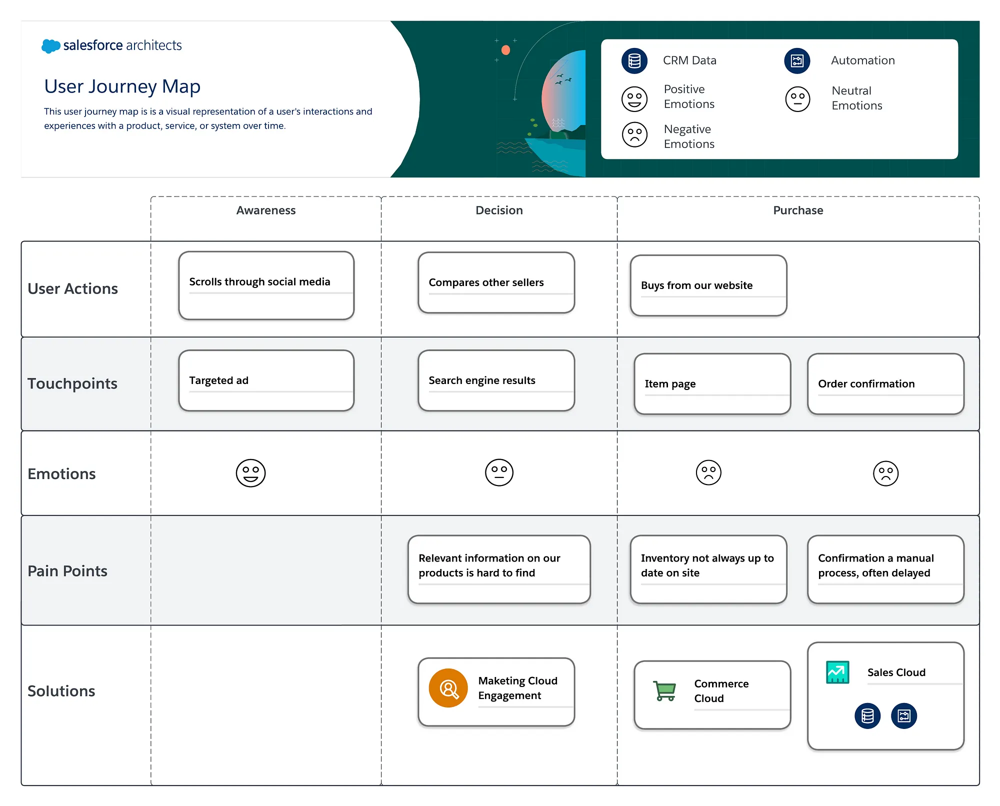 salesforce architects
User Journey Map
This user journey map is is a visual representation of a user's interactions and
experiences with a product, service, or system over time.
CRM Data
Automation
Positive
Emotions
Neutral
Emotions
Negative
Emotions
Awareness
Decision
Purchase
User Actions
Scrolls through social media
Compares other sellers
Buys from our website
Touchpoints
Targeted ad
Search engine results
Item page
Order confirmation
Emotions
Pain Points
Relevant information on our
products is hard to find
Inventory not always up to
date on site
Confirmation a manual
process, often delayed
Solutions
Maketing Cloud
Engagement
Commerce
Cloud
Sales Cloud